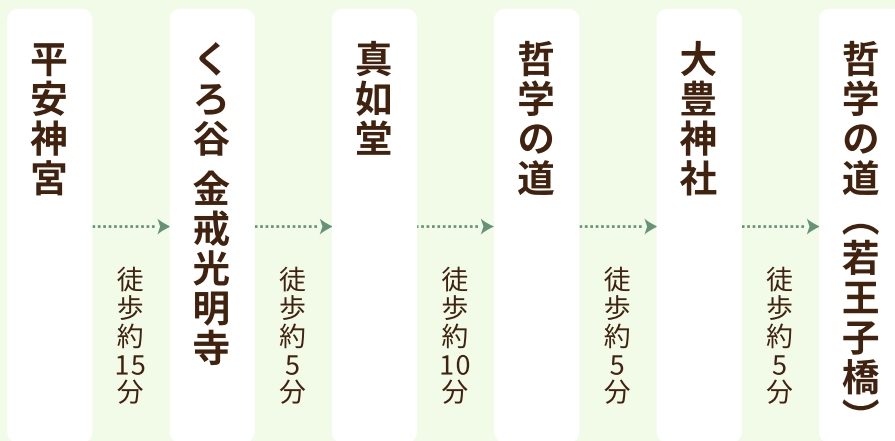 平安神宮
徒歩約15分
くろ谷 金戒光明寺
徒歩約5分
真如堂
徒歩約10分
哲学の道
徒歩約5分
大豊神社
徒歩約5分
哲学の道（若王子橋）